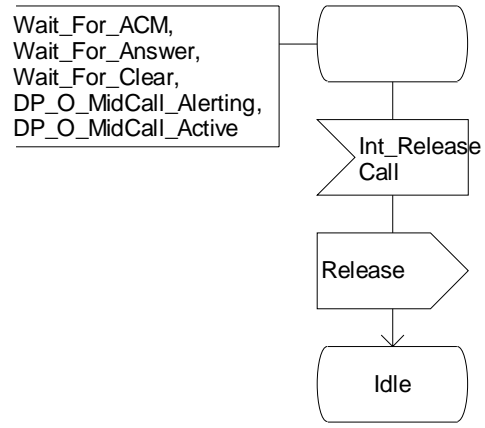 Wait_For_ACM,
Wait_For_Answer,
Wait_For_Clear,
DP_O_MidCall_Alerting,
DP_O_MidCall_Active
Int_Release
Call
Release
Idle